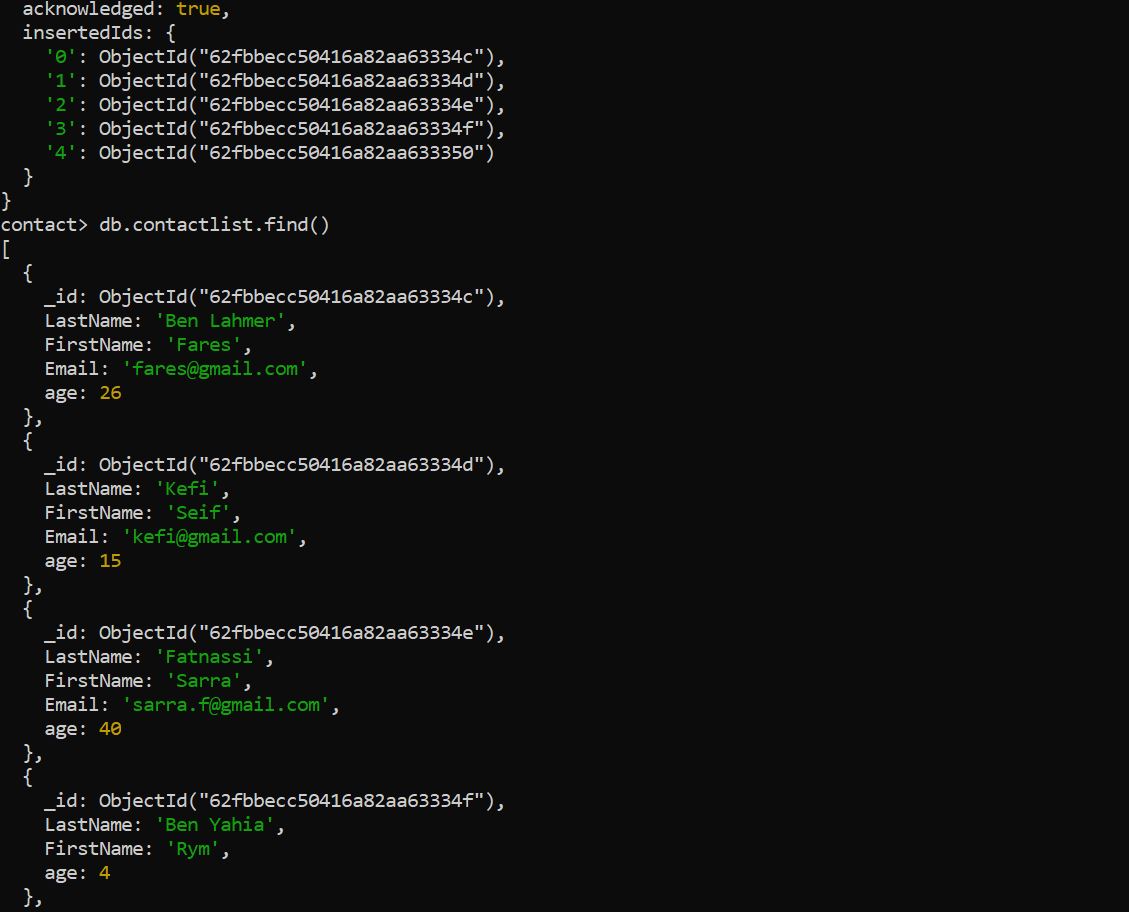 acknowledged: true,
  insertedIds: {
    '0': ObjectId("62fbbecc50416a82aa63334c"),
    '1': ObjectId("62fbbecc50416a82aa63334d"),
    '2': ObjectId("62fbbecc50416a82aa63334e"),
    '3': ObjectId("62fbbecc50416a82aa63334f"),
    '4': ObjectId("62fbbecc50416a82aa633350")
  }
}
contact> db.contactlist.find()
[
  {
    _id: ObjectId("62fbbecc50416a82aa63334c"),
    LastName: 'Ben Lahmer',
    FirstName: 'Fares',
    Email: 'fares@gmail.com',
    age: 26
  },
  {
    _id: ObjectId("62fbbecc50416a82aa63334d"),
    LastName: 'Kefi',
    FirstName: 'Seif',
    Email: 'kefi@gmail.com',
    age: 15
  },
  {
    _id: ObjectId("62fbbecc50416a82aa63334e"),
    LastName: 'Fatnassi',
    FirstName: 'Sarra',
    Email: 'sarra.f@gmail.com',
    age: 40
  },
  {
    _id: ObjectId("62fbbecc50416a82aa63334f"),
    LastName: 'Ben Yahia',
    FirstName: 'Rym',
    age: 4
  },